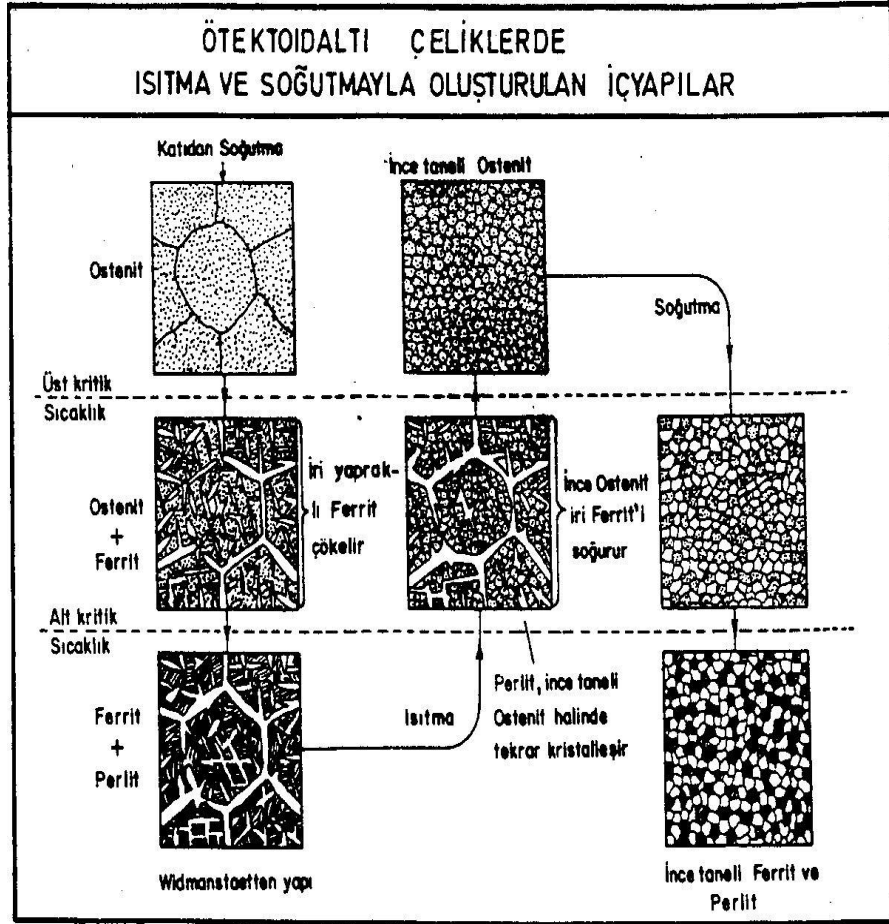 ÖTEKTOIDALTI ÇELIKLERDE
ISITMA VE SOĞUTMAYLA OLUŞTURULAN İÇYAPILAR
Katıdan Soğutma
İnce taneli Ostenit
Ostenit
Soğutma
Üst kritik
Sıcaklık
Ostenit
+
Ferrit
İri yaprak-
lı Ferrit
çökelir
İnce Ostenit
iri Ferrit'i
soğurur
Alt kritik
Sıcaklık
Ferrit
+
Perlit
Isıtma
Perlit, ince taneli
Ostenit halinde
tekrar kristalleşir
Widmanstaetten yapı
İnce taneli Ferrit ve
Perlit